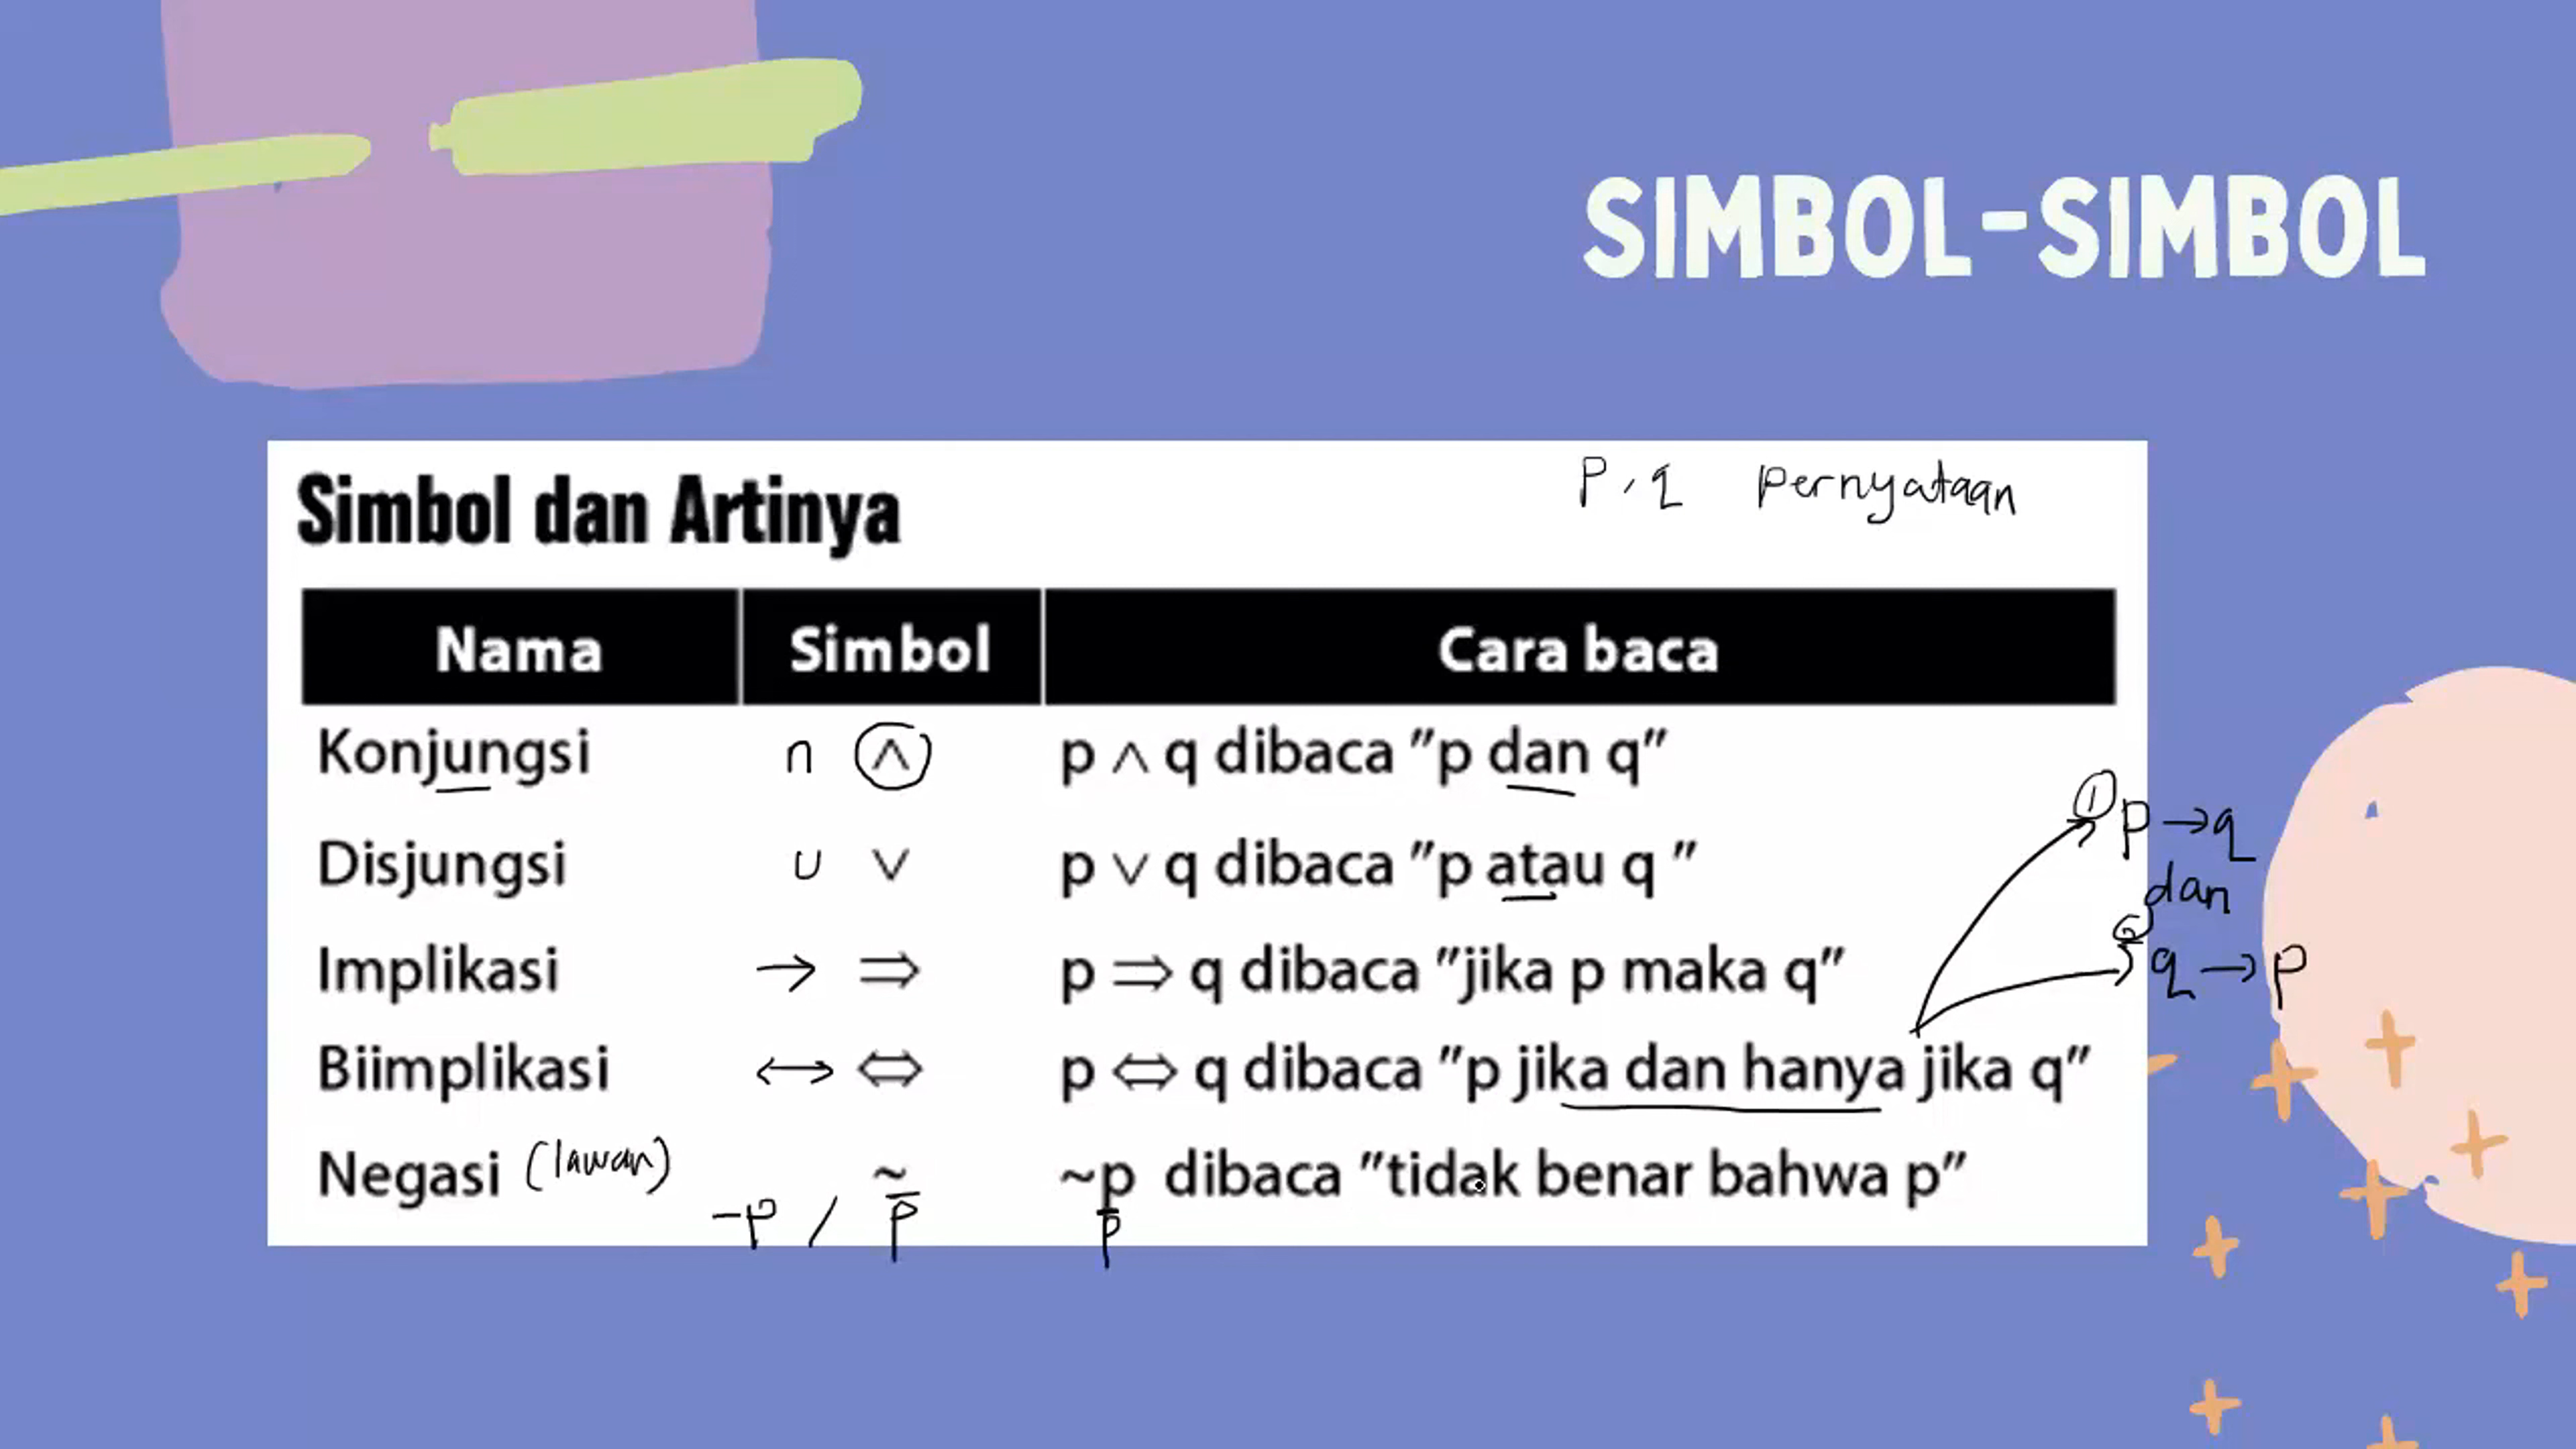 SIMBOL-SIMBOL
Simbol dan Artinya
P, q Pernyataan
Nama Simbol Cara baca
Konjungsi ∩ ∧ p ∧ q dibaca "p dan q"
Disjungsi ∪ ∨ p ∨ q dibaca "p atau q "
① p → q
dan
② q → p
Implikasi → ⇒ p ⇒ q dibaca "jika p maka q"
Biimplikasi ↔ ⇔ p ⇔ q dibaca "p jika dan hanya jika q"
Negasi (lawan) ~ ~p dibaca "tidak benar bahwa p"
-p / p̅ p̅